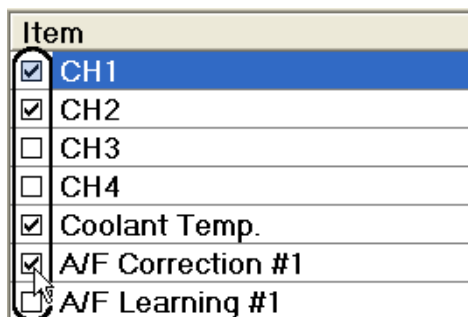 Item
CH1
CH2
CH3
CH4
Coolant Temp.
A/F Correction #1
A/F Learning #1